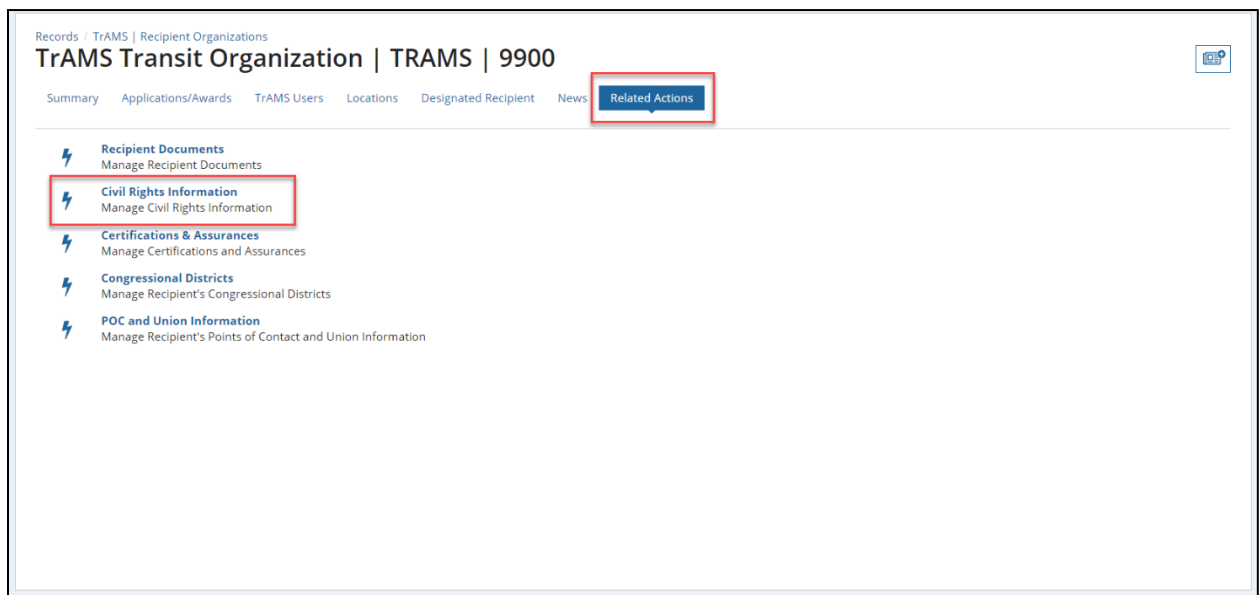 Records / TrAMS | Recipient Organizations
TrAMS Transit Organization | TRAMS | 9900
Summary Applications/Awards TrAMS Users Locations Designated Recipient News Related Actions
Recipient Documents
Manage Recipient Documents
Civil Rights Information
Manage Civil Rights Information
Certifications & Assurances
Manage Certifications and Assurances
Congressional Districts
Manage Recipient's Congressional Districts
POC and Union Information
Manage Recipient's Points of Contact and Union Information